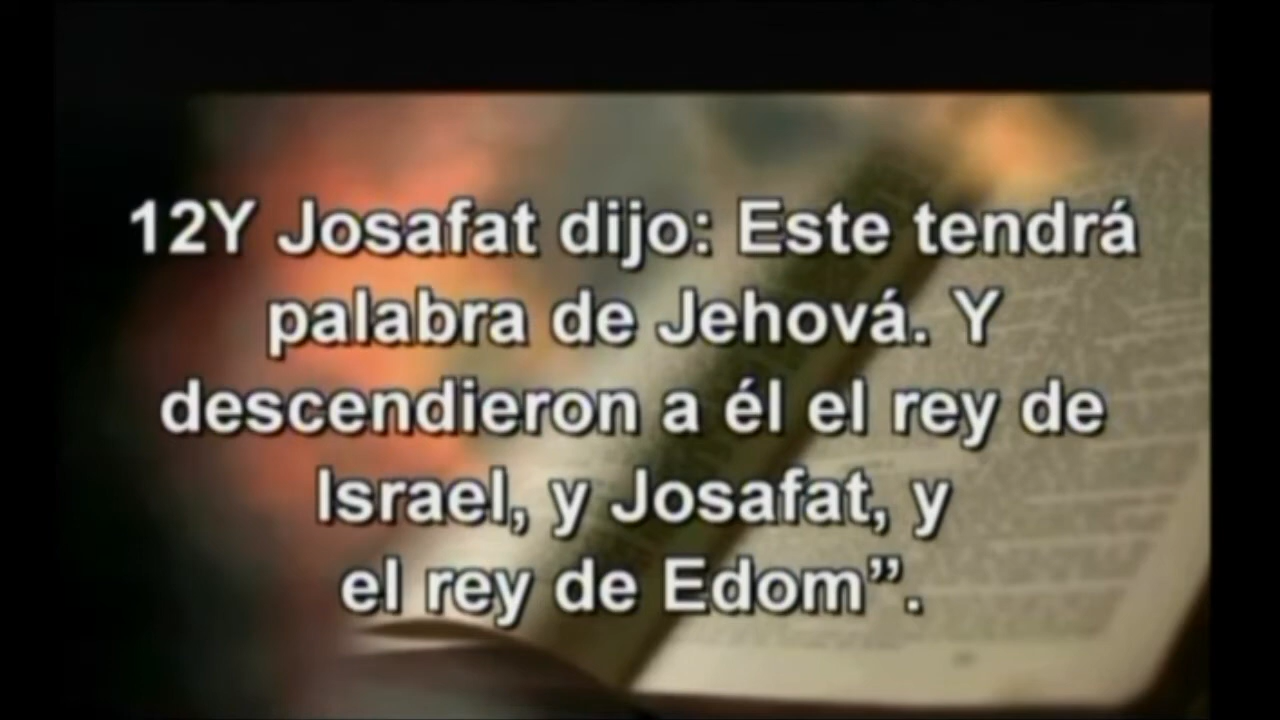 12Y Josafat dijo: Este tendrá
palabra de Jehová. Y
descendieron a él el rey de
Israel, y Josafat, y
el rey de Edom”.